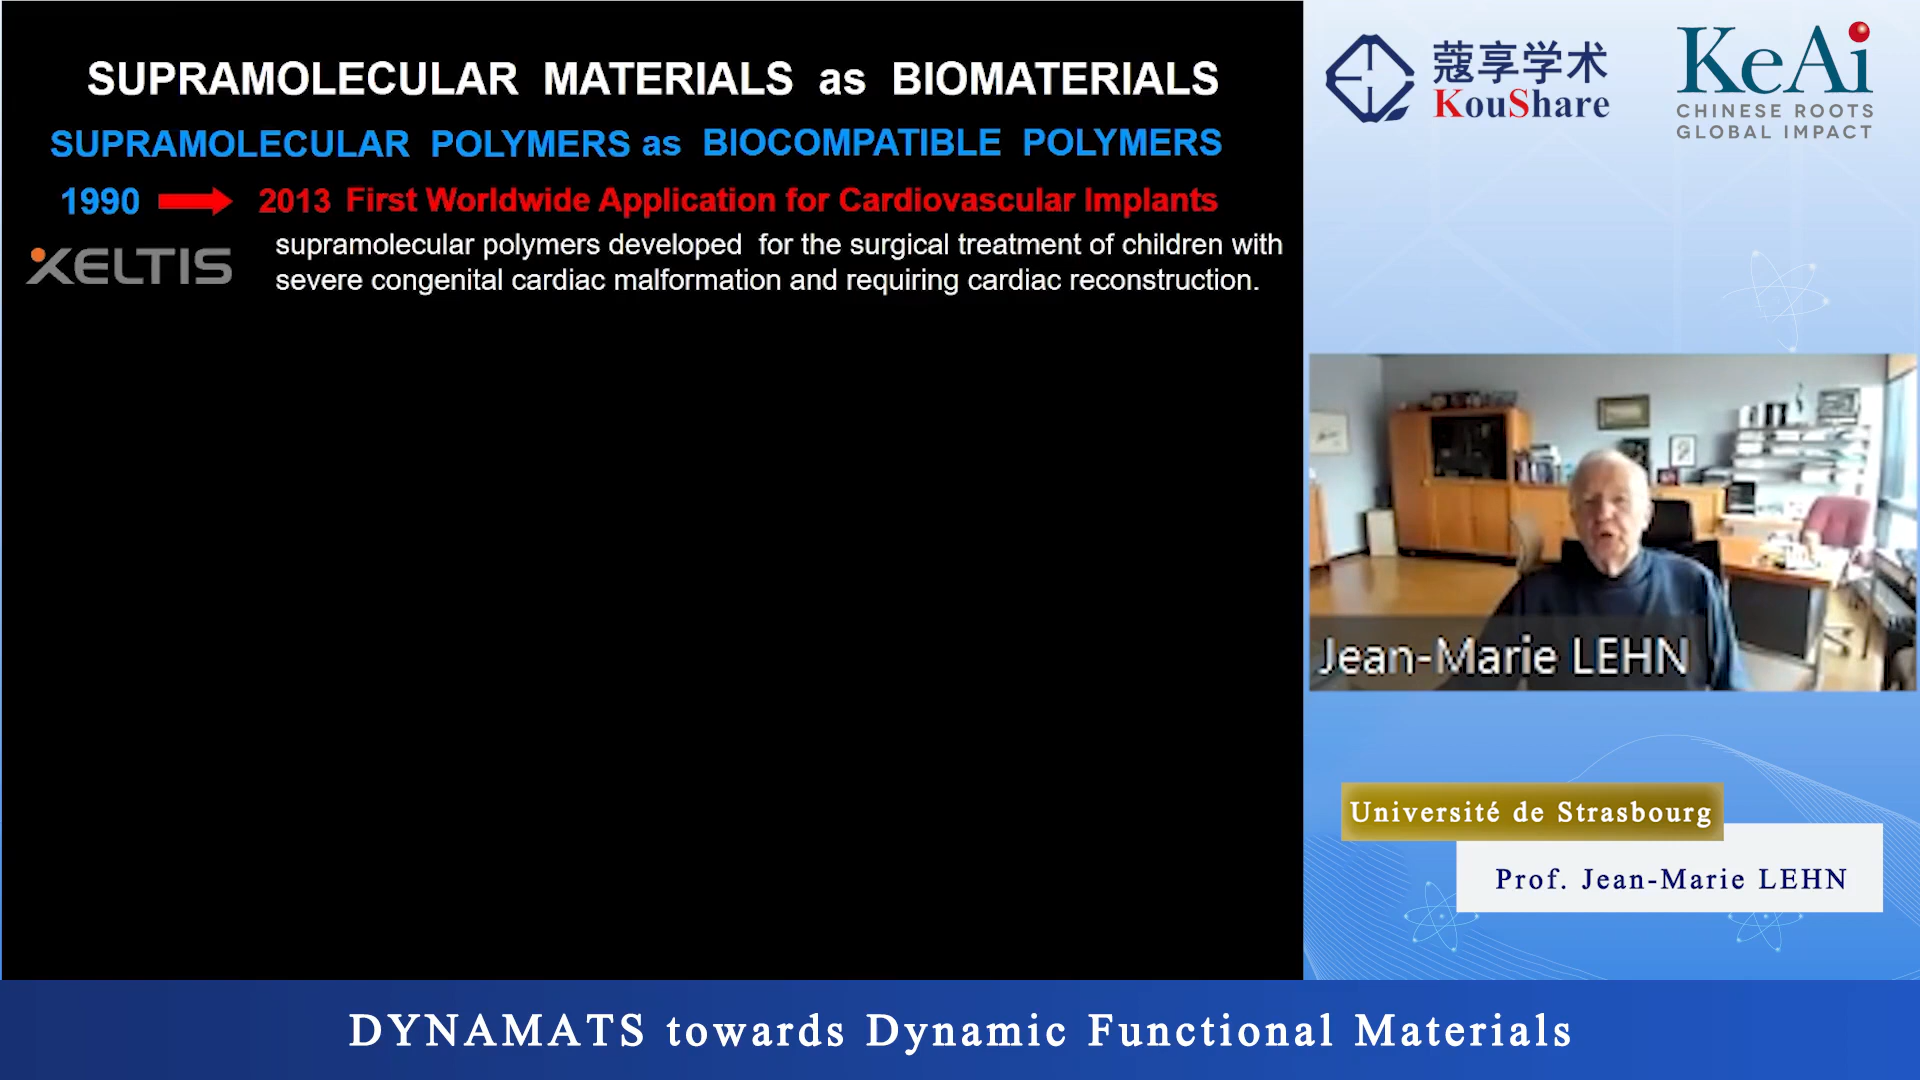 SUPRAMOLECULAR MATERIALS as BIOMATERIALS
SUPRAMOLECULAR POLYMERS as BIOCOMPATIBLE POLYMERS
1990 2013 First Worldwide Application for Cardiovascular Implants
XELTIS
supramolecular polymers developed for the surgical treatment of children with
severe congenital cardiac malformation and requiring cardiac reconstruction.
蔻享学术
KouShare
KeAi
CHINESE ROOTS
GLOBAL IMPACT
Jean-Marie LEHN
Université de Strasbourg
Prof. Jean-Marie LEHN
DYNAMATS towards Dynamic Functional Materials